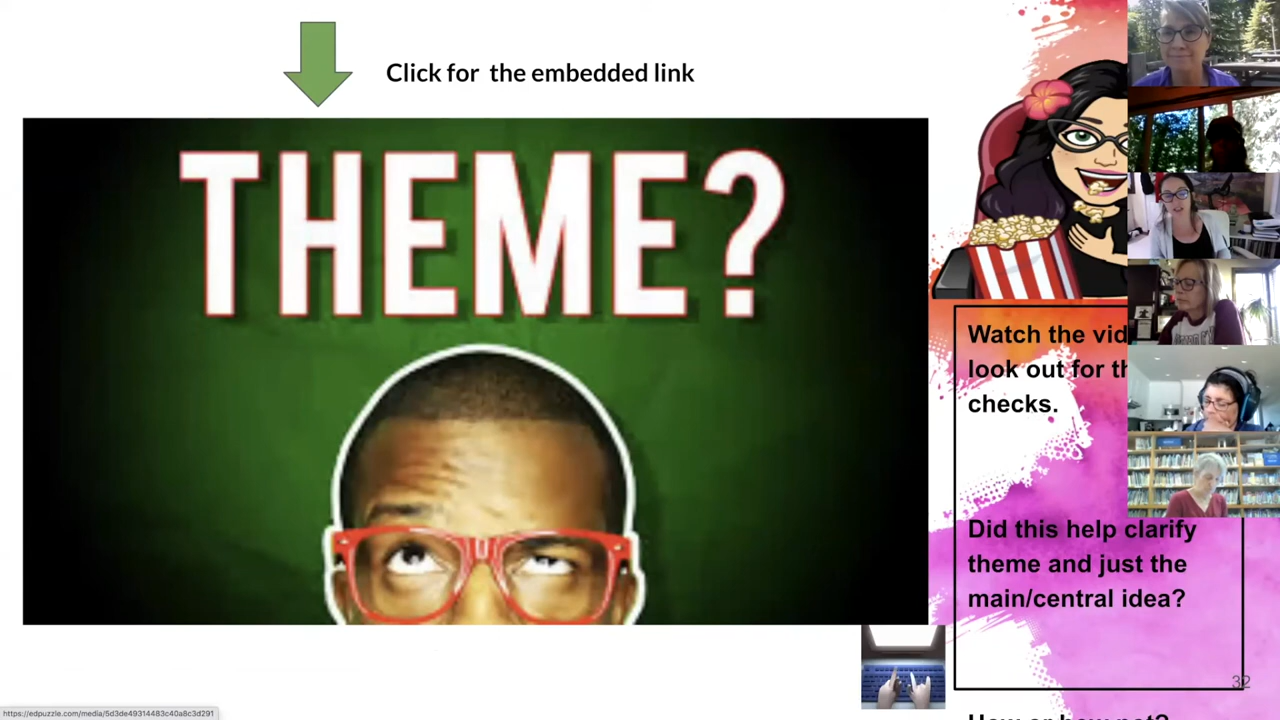 Click for the embedded link
THEME?
Watch the vid
look out for th
checks.
Did this help clarify
theme and just the
main/central idea?
32
https://edpuzzle.com/media/5d3de49314483c40a8c3d291